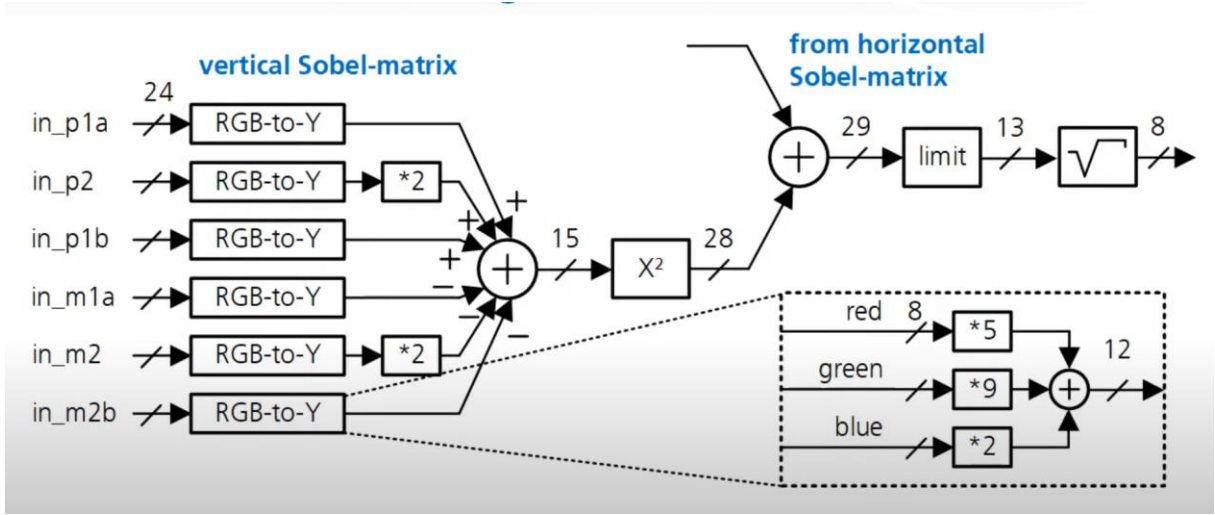 vertical Sobel-matrix
from horizontal
Sobel-matrix
24
in_p1a
RGB-to-Y
in_p2
RGB-to-Y
*2
in_p1b
RGB-to-Y
in_m1a
RGB-to-Y
in_m2
RGB-to-Y
*2
in_m2b
RGB-to-Y
+
+
+
−
−
−
+
15
X²
28
+
29
limit
13
√
8
red
8
*5
green
*9
blue
*2
+
12